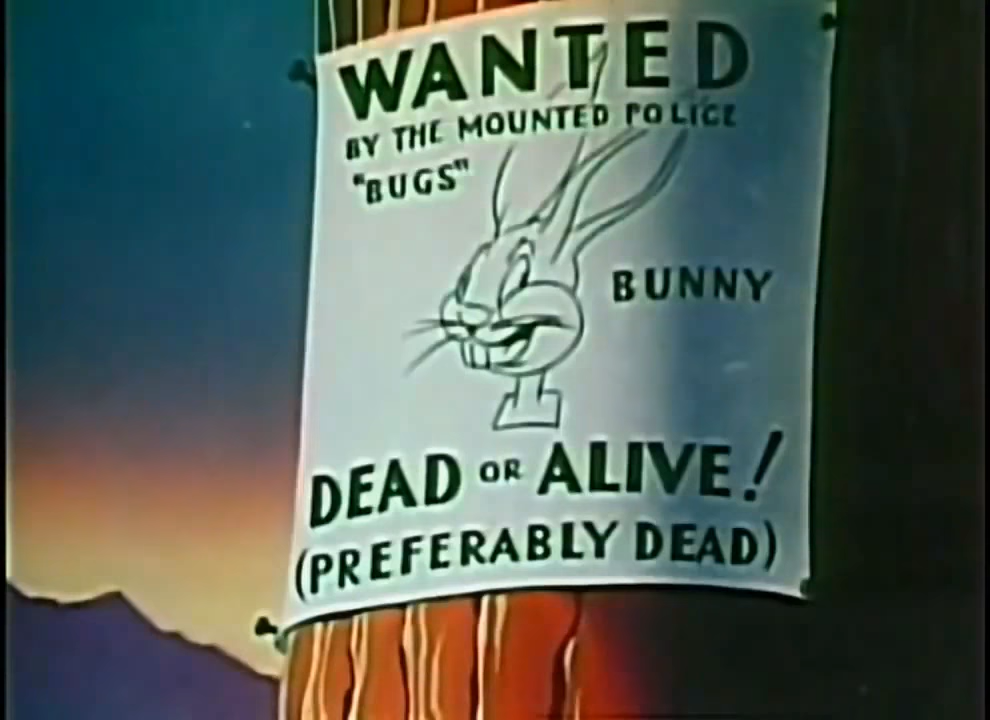 WANTED
BY THE MOUNTED POLICE
"BUGS"
BUNNY
DEAD OR ALIVE!
(PREFERABLY DEAD)